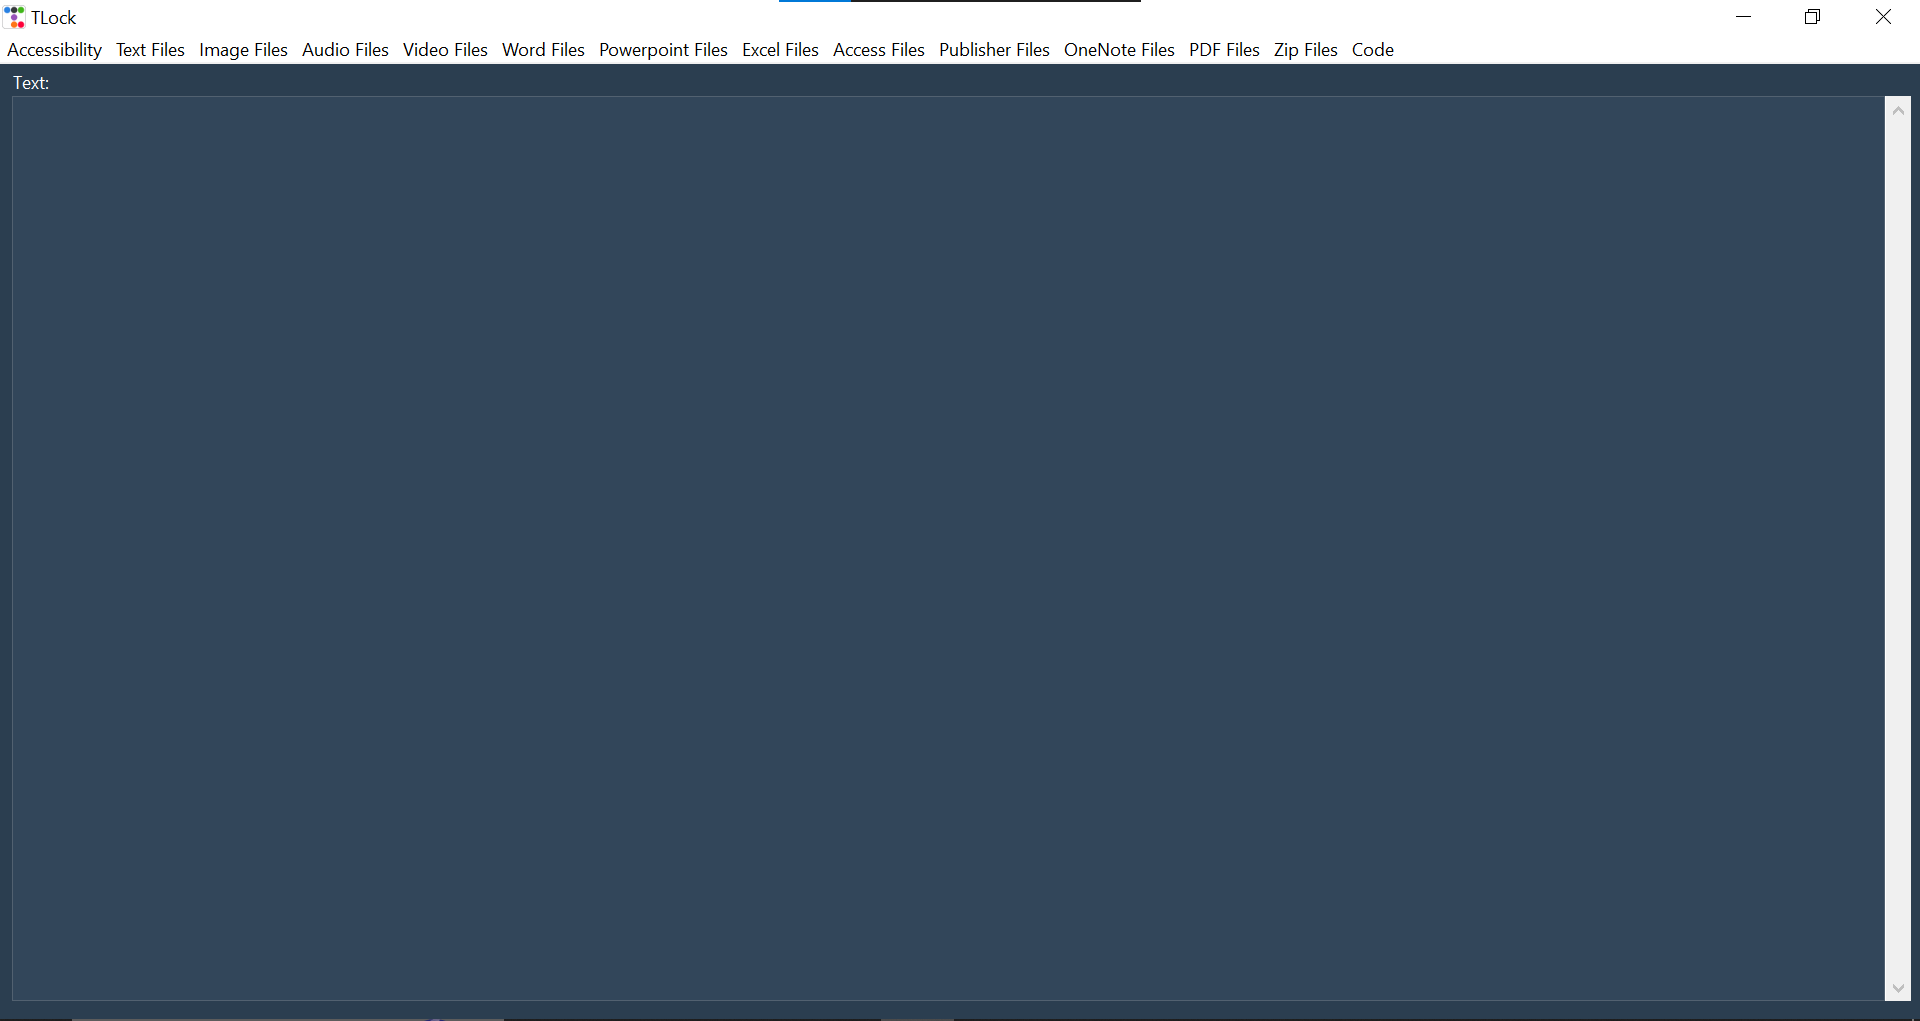 TLock
Accessibility Text Files Image Files Audio Files Video Files Word Files Powerpoint Files Excel Files Access Files Publisher Files OneNote Files PDF Files Zip Files Code
Text: